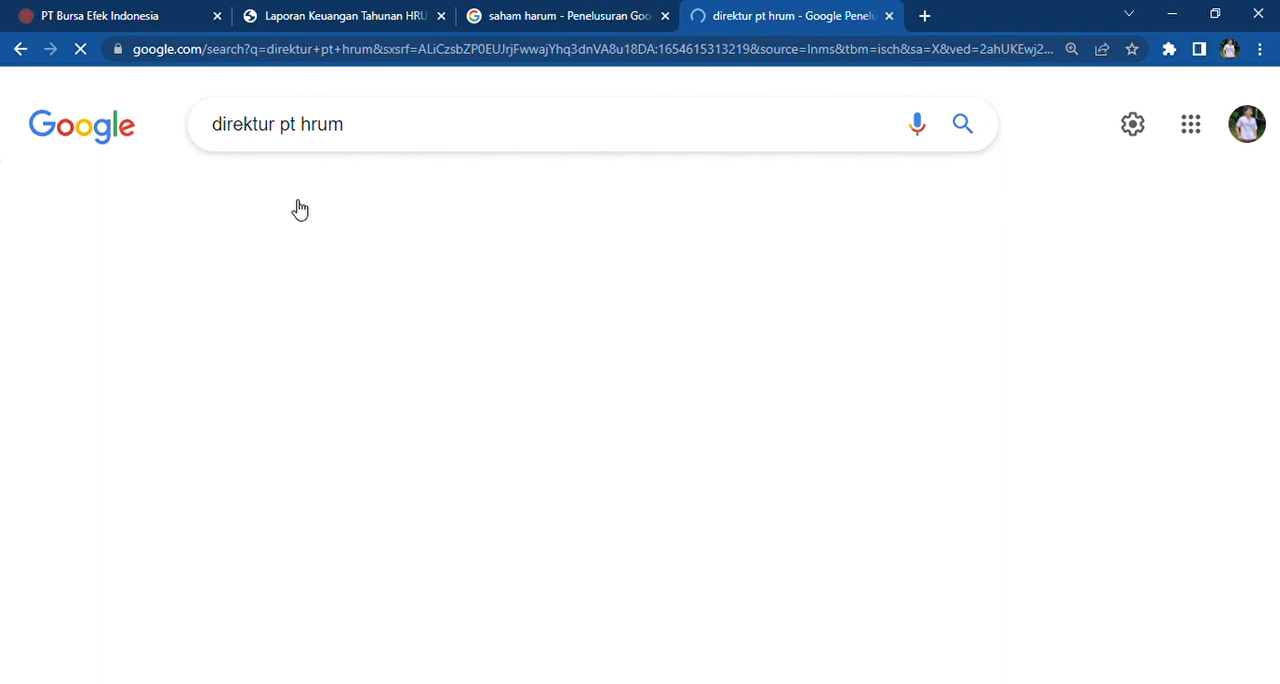 PT Bursa Efek Indonesia
Laporan Keuangan Tahunan HRU
saham harum - Penelusuran Goo
direktur pt hrum - Google Penelu
google.com/search?q=direktur+pt+hrum&sxsrf=ALiCzsbZP0EUJrjFwwajYhq3dnVA8u18DA:1654615313219&source=lnms&tbm=isch&sa=X&ved=2ahUKEwj2...
Google
direktur pt hrum